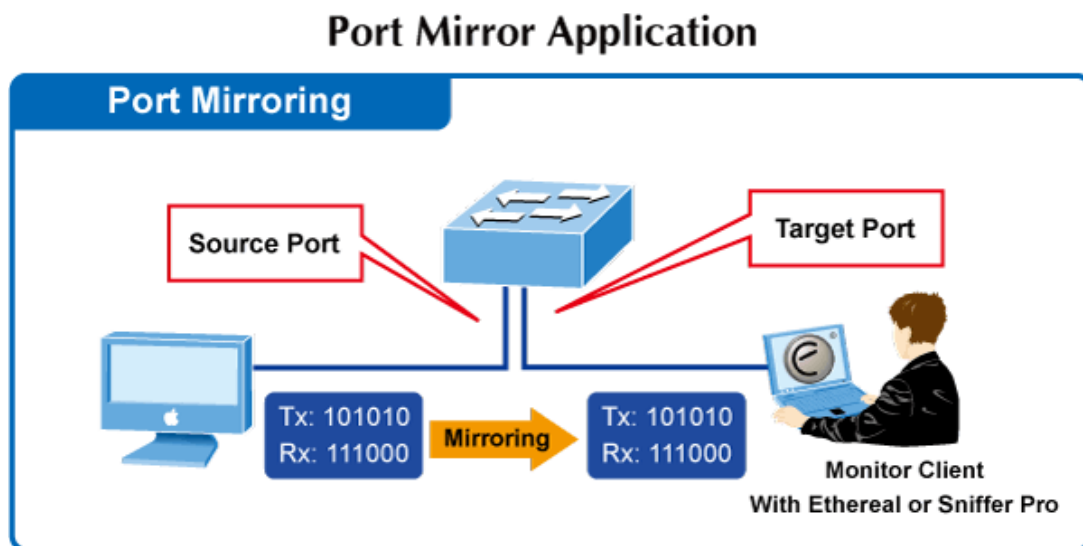 Port Mirror Application
Port Mirroring
Source Port
Target Port
Tx: 101010
Rx: 111000
Mirroring
Tx: 101010
Rx: 111000
Monitor Client
With Ethereal or Sniffer Pro